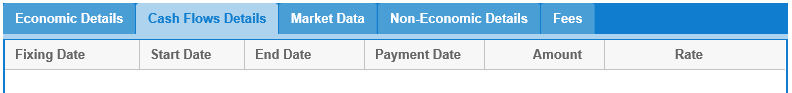 Economic Details Cash Flows Details Market Data Non-Economic Details Fees
Fixing Date Start Date End Date Payment Date Amount Rate